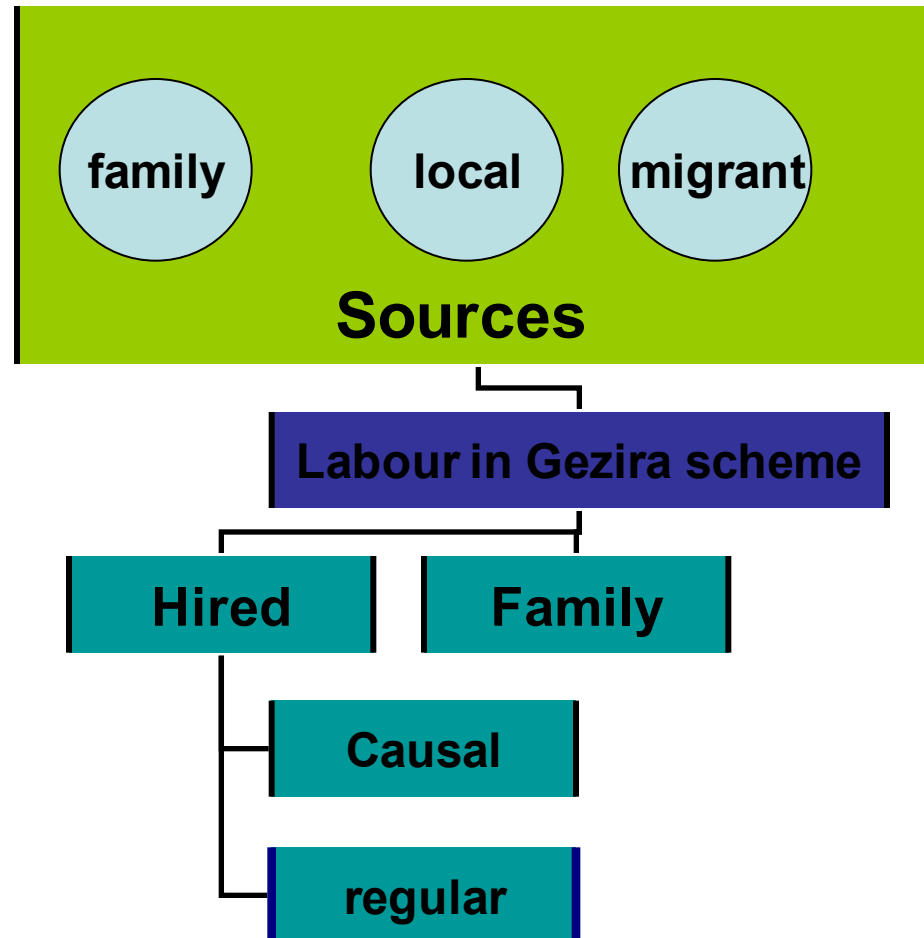 family
local
migrant
Sources
Labour in Gezira scheme
Hired
Family
Causal
regular